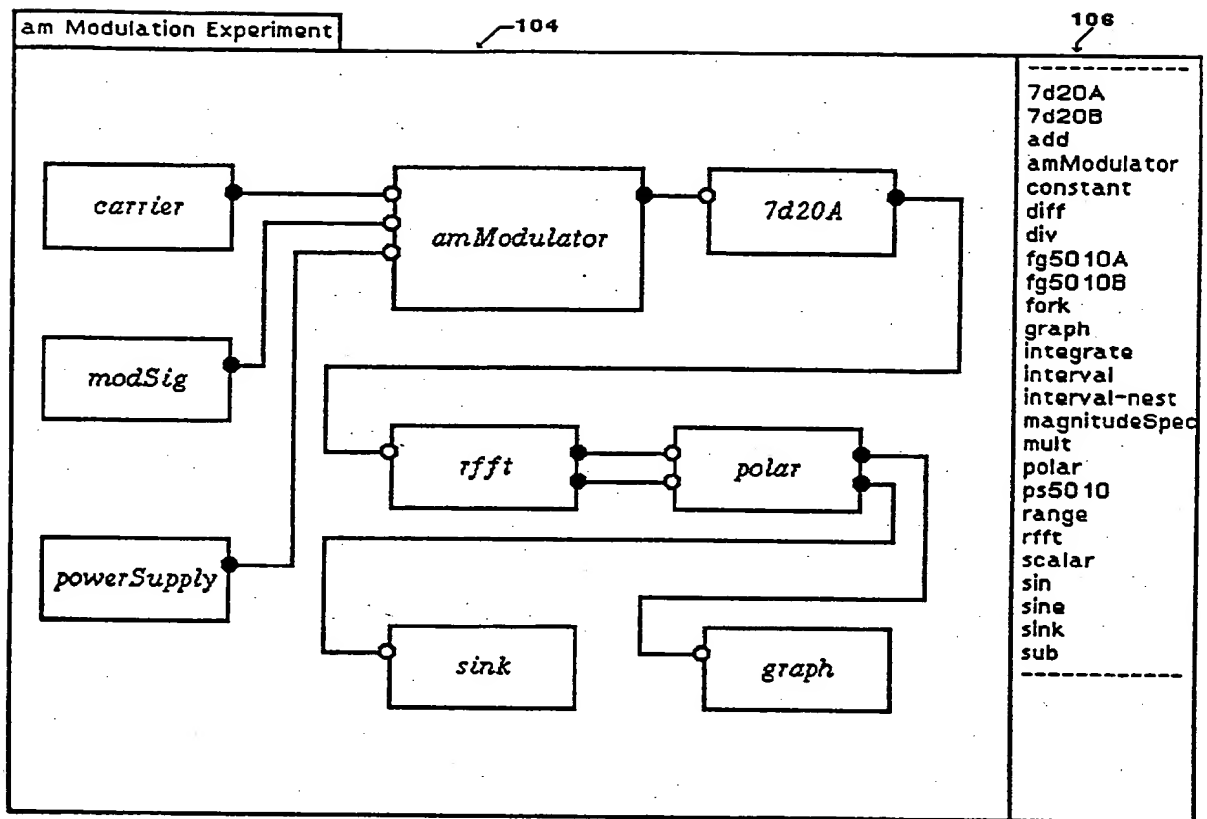 am Modulation Experiment
104
106
carrier
amModulator
7d20A
modSig
rfft
polar
powerSupply
sink
graph
7d20A
7d20B
add
amModulator
constant
diff
div
fg5010A
fg5010B
fork
graph
integrate
interval
interval-nest
magnitudeSpec
mult
polar
ps5010
range
rfft
scalar
sin
sine
sink
sub